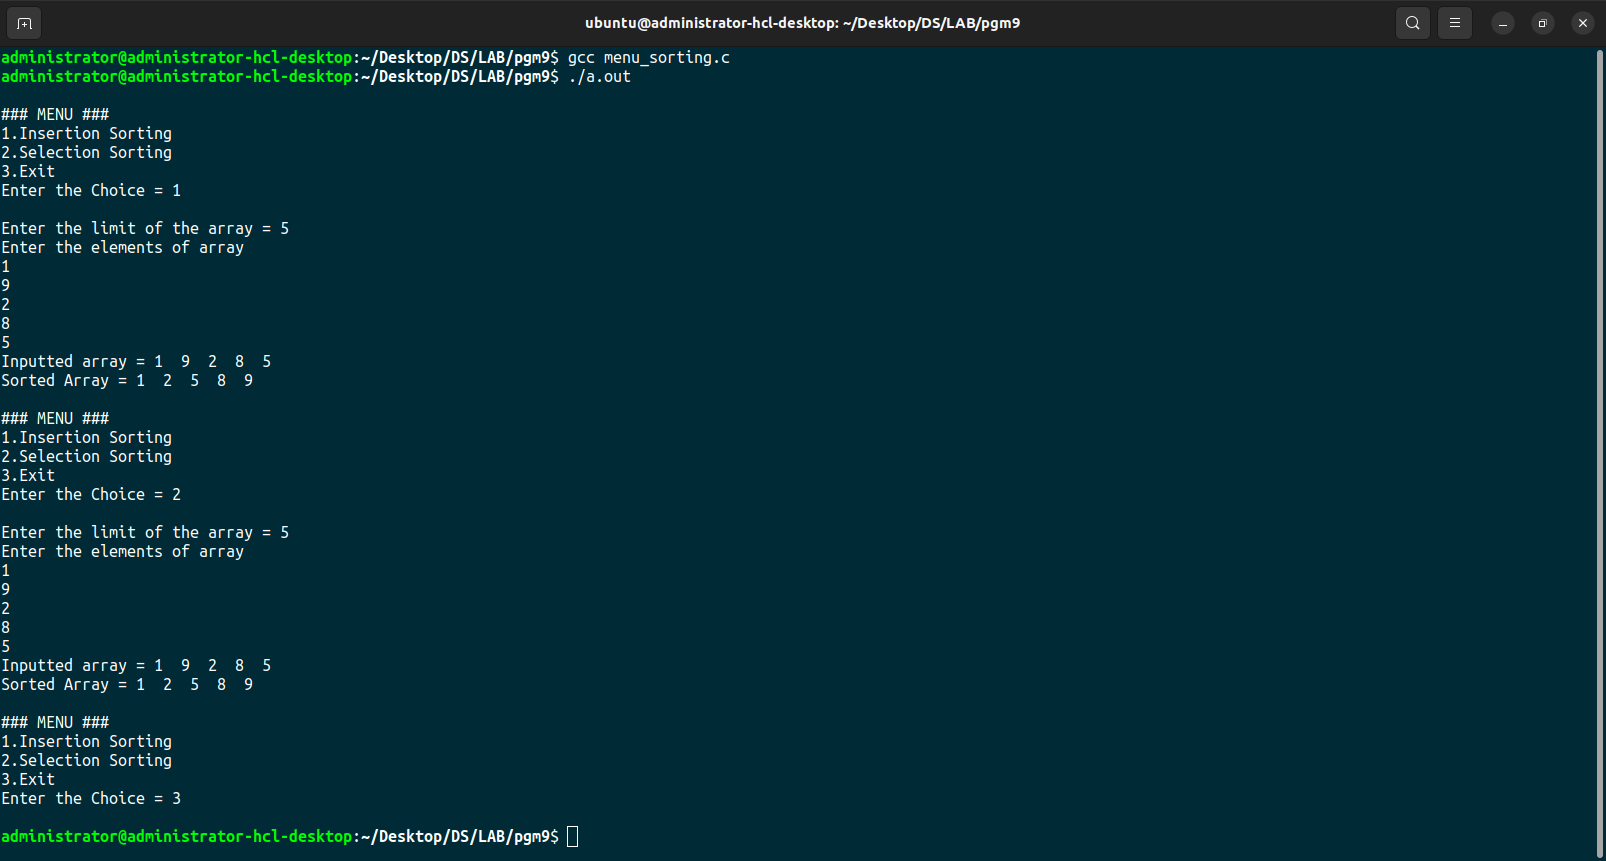 ubuntu@administrator-hcl-desktop: ~/Desktop/DS/LAB/pgm9
administrator@administrator-hcl-desktop:~/Desktop/DS/LAB/pgm9$ gcc menu_sorting.c
administrator@administrator-hcl-desktop:~/Desktop/DS/LAB/pgm9$ ./a.out
### MENU ###
1.Insertion Sorting
2.Selection Sorting
3.Exit
Enter the Choice = 1
Enter the limit of the array = 5
Enter the elements of array
1
9
2
8
5
Inputted array = 1  9  2  8  5
Sorted Array = 1  2  5  8  9
### MENU ###
1.Insertion Sorting
2.Selection Sorting
3.Exit
Enter the Choice = 2
Enter the limit of the array = 5
Enter the elements of array
1
9
2
8
5
Inputted array = 1  9  2  8  5
Sorted Array = 1  2  5  8  9
### MENU ###
1.Insertion Sorting
2.Selection Sorting
3.Exit
Enter the Choice = 3
administrator@administrator-hcl-desktop:~/Desktop/DS/LAB/pgm9$